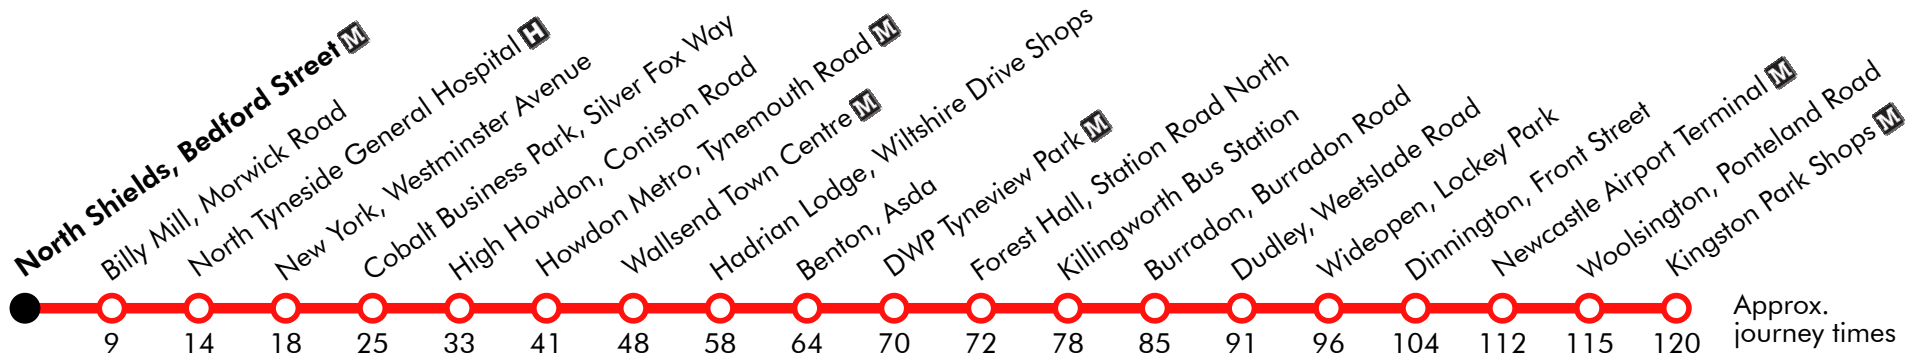 North Shields, Bedford Street M
Billy Mill, Morwick Road
North Tyneside General Hospital H
New York, Westminster Avenue
Cobalt Business Park, Silver Fox Way
High Howdon, Coniston Road
Howdon Metro, Tynemouth Road M
Wallsend Town Centre M
Hadrian Lodge, Wiltshire Drive Shops
Benton, Asda
DWP Tyneview Park M
Forest Hall, Station Road North
Killingworth Bus Station
Burradon, Burradon Road
Dudley, Weetslade Road
Wideopen, Lockey Park
Dinnington, Front Street
Newcastle Airport Terminal M
Woolsington, Ponteland Road
Kingston Park Shops M
9 14 18 25 33 41 48 58 64 70 72 78 85 91 96 104 112 115 120
Approx.
journey times